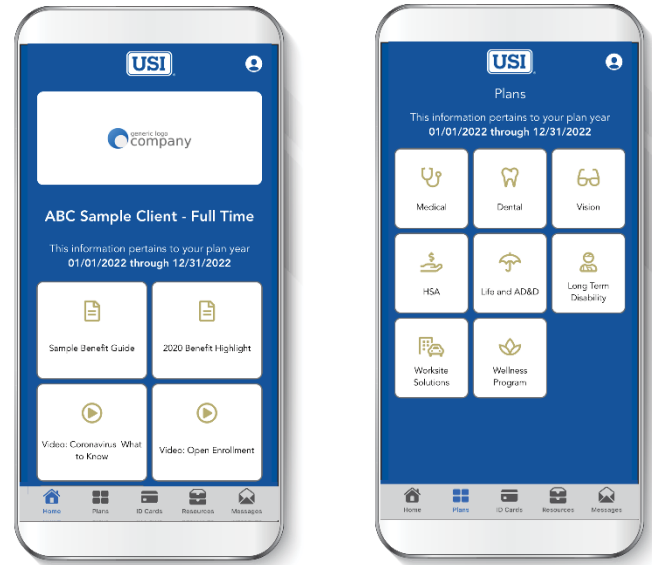 USI
generic logo
company
ABC Sample Client - Full Time
This information pertains to your plan year
01/01/2022 through 12/31/2022
Sample Benefit Guide
2020 Benefit Highlight
Video: Coronavirus What
to Know
Video: Open Enrollment
Home
Plans
ID Cards
Resources
Messages
USI
Plans
This information pertains to your plan year
01/01/2022 through 12/31/2022
Medical
Dental
Vision
$
HSA
Life and AD&D
Long Term
Disability
Worksite
Solutions
Wellness
Program
Home
Plans
ID Cards
Resources
Messages